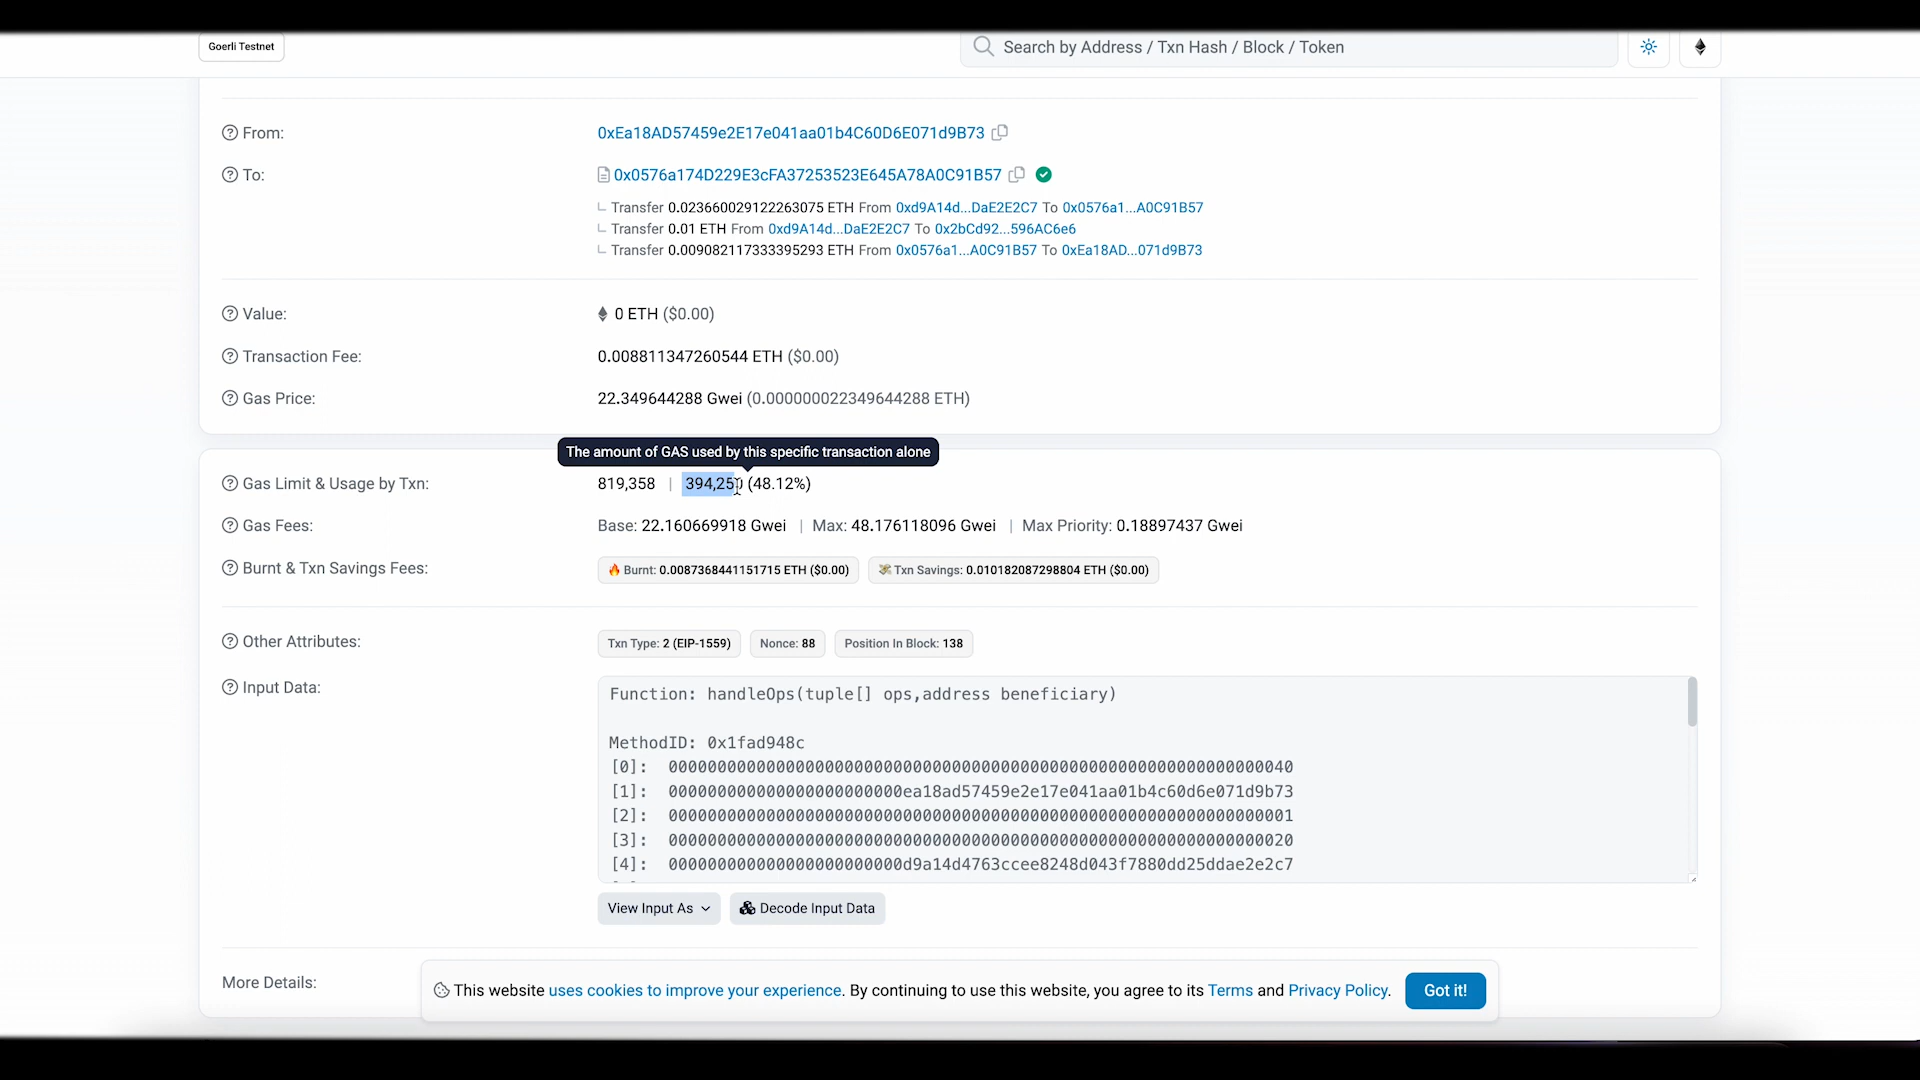 Goerli Testnet
Search by Address / Txn Hash / Block / Token
From:
0xEa18AD57459e2E17e041aa01b4C60D6E071d9B73
To:
0x0576a174D229E3cFA37253523E645A78A0C91B57
Transfer 0.023660029122263075 ETH From 0xd9A14d...DaE2E2C7 To 0x0576a1...A0C91B57
Transfer 0.01 ETH From 0xd9A14d...DaE2E2C7 To 0x2bCd92...596AC6e6
Transfer 0.009082117333395293 ETH From 0x0576a1...A0C91B57 To 0xEa18AD...071d9B73
Value:
0 ETH ($0.00)
Transaction Fee:
0.008811347260544 ETH ($0.00)
Gas Price:
22.349644288 Gwei (0.000000022349644288 ETH)
The amount of GAS used by this specific transaction alone
Gas Limit & Usage by Txn:
819,358 | 394,250 (48.12%)
Gas Fees:
Base: 22.160669918 Gwei | Max: 48.176118096 Gwei | Max Priority: 0.18897437 Gwei
Burnt & Txn Savings Fees:
Burnt: 0.0087368441151715 ETH ($0.00) Txn Savings: 0.010182087298804 ETH ($0.00)
Other Attributes:
Txn Type: 2 (EIP-1559) Nonce: 88 Position In Block: 138
Input Data:
Function: handleOps(tuple[] ops,address beneficiary)
MethodID: 0x1fad948c
[0]: 0000000000000000000000000000000000000000000000000000000000000040
[1]: 000000000000000000000000ea18ad57459e2e17e041aa01b4c60d6e071d9b73
[2]: 0000000000000000000000000000000000000000000000000000000000000001
[3]: 0000000000000000000000000000000000000000000000000000000000000020
[4]: 000000000000000000000000d9a14d4763ccee8248d043f7880dd25ddae2e2c7
View Input As
Decode Input Data
More Details:
This website uses cookies to improve your experience. By continuing to use this website, you agree to its Terms and Privacy Policy.
Got it!